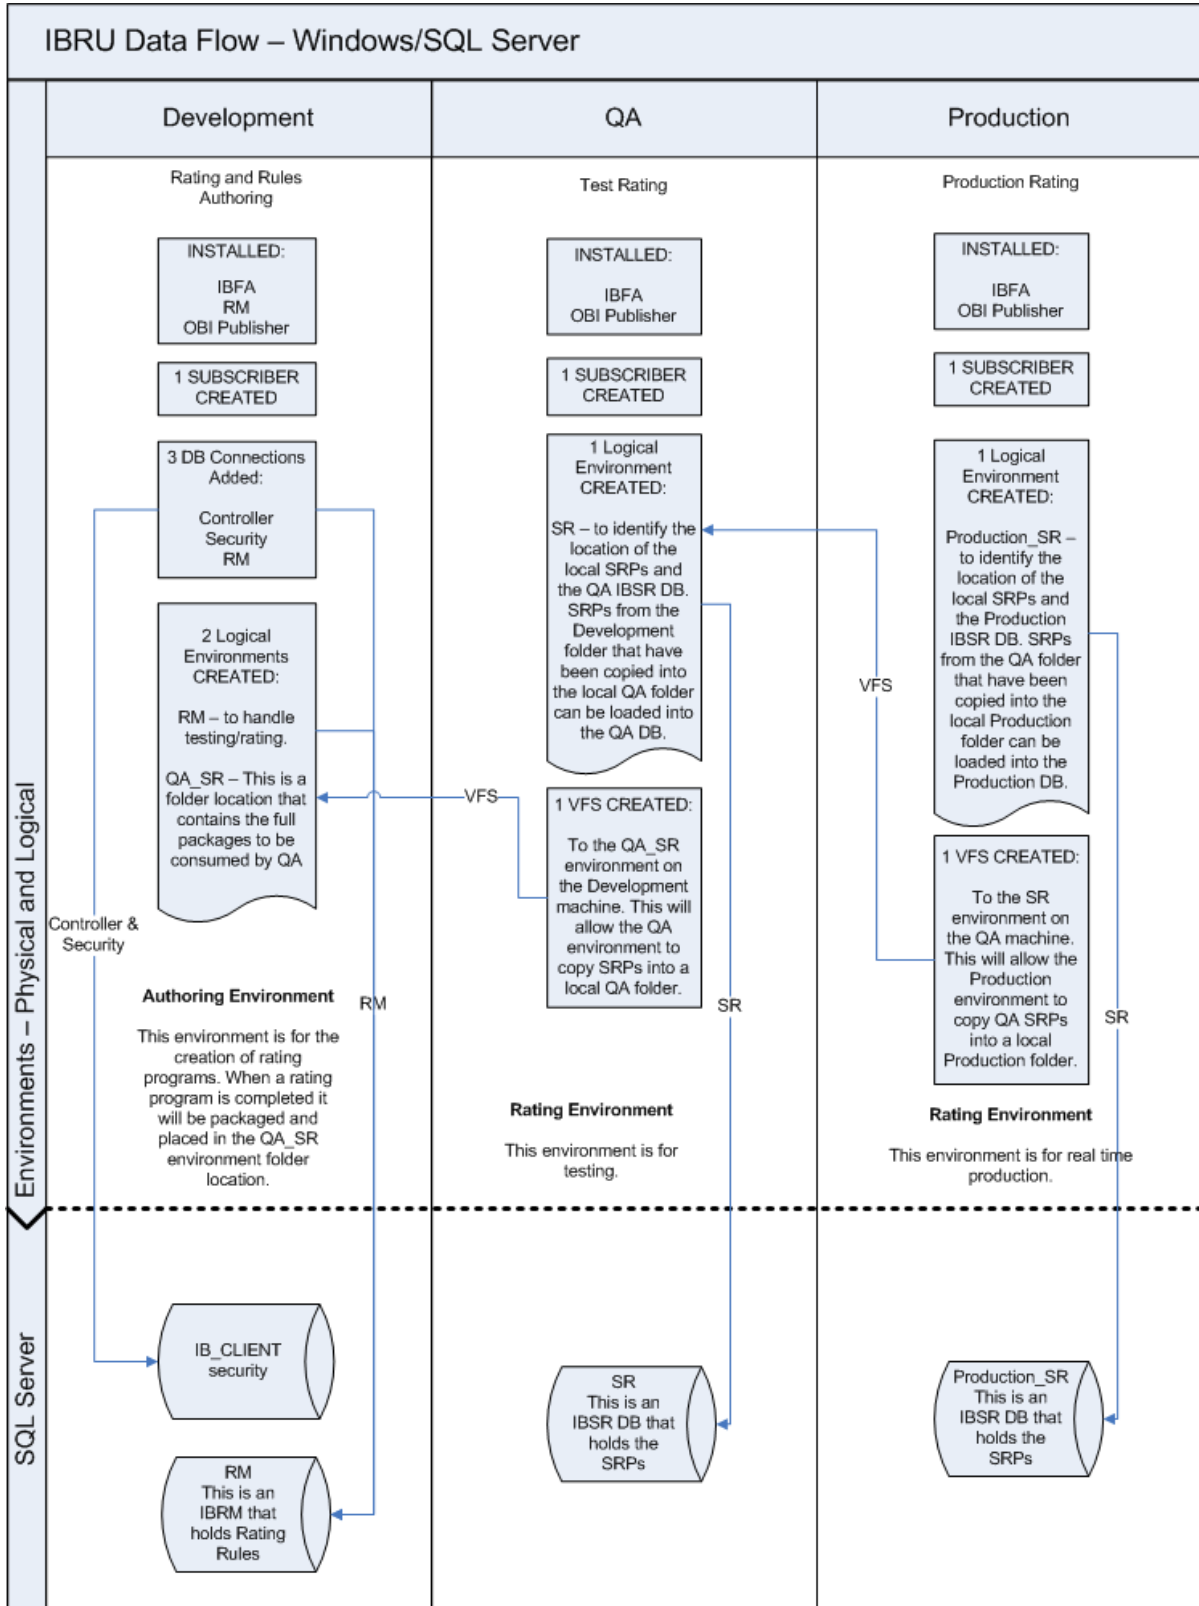 IBRU Data Flow – Windows/SQL Server
Environments – Physical and Logical
SQL Server
Development
Rating and Rules
Authoring
INSTALLED:
IBFA
RM
OBI Publisher
1 SUBSCRIBER
CREATED
3 DB Connections
Added:
Controller
Security
RM
2 Logical
Environments
CREATED:
RM – to handle
testing/rating.
QA_SR – This is a
folder location that
contains the full
packages to be
consumed by QA
Controller &
Security
RM
Authoring Environment
This environment is for the
creation of rating
programs. When a rating
program is completed it
will be packaged and
placed in the QA_SR
environment folder
location.
IB_CLIENT
security
RM
This is an
IBRM that
holds Rating
Rules
QA
Test Rating
INSTALLED:
IBFA
OBI Publisher
1 SUBSCRIBER
CREATED
1 Logical
Environment
CREATED:
SR – to identify the
location of the
local SRPs and
the QA IBSR DB.
SRPs from the
Development
folder that have
been copied into
the local QA folder
can be loaded into
the QA DB.
VFS
1 VFS CREATED:
To the QA_SR
environment on
the Development
machine. This will
allow the QA
environment to
copy SRPs into a
local QA folder.
SR
Rating Environment
This environment is for
testing.
SR
This is an
IBSR DB that
holds the
SRPs
Production
Production Rating
INSTALLED:
IBFA
OBI Publisher
1 SUBSCRIBER
CREATED
1 Logical
Environment
CREATED:
Production_SR –
to identify the
location of the
local SRPs and
the Production
IBSR DB. SRPs
from the QA folder
that have been
copied into the
local Production
folder can be
loaded into the
Production DB.
VFS
1 VFS CREATED:
To the SR
environment on
the QA machine.
This will allow the
Production
environment to
copy QA SRPs
into a local
Production folder.
SR
Rating Environment
This environment is for real time
production.
Production_SR
This is an
IBSR DB that
holds the
SRPs